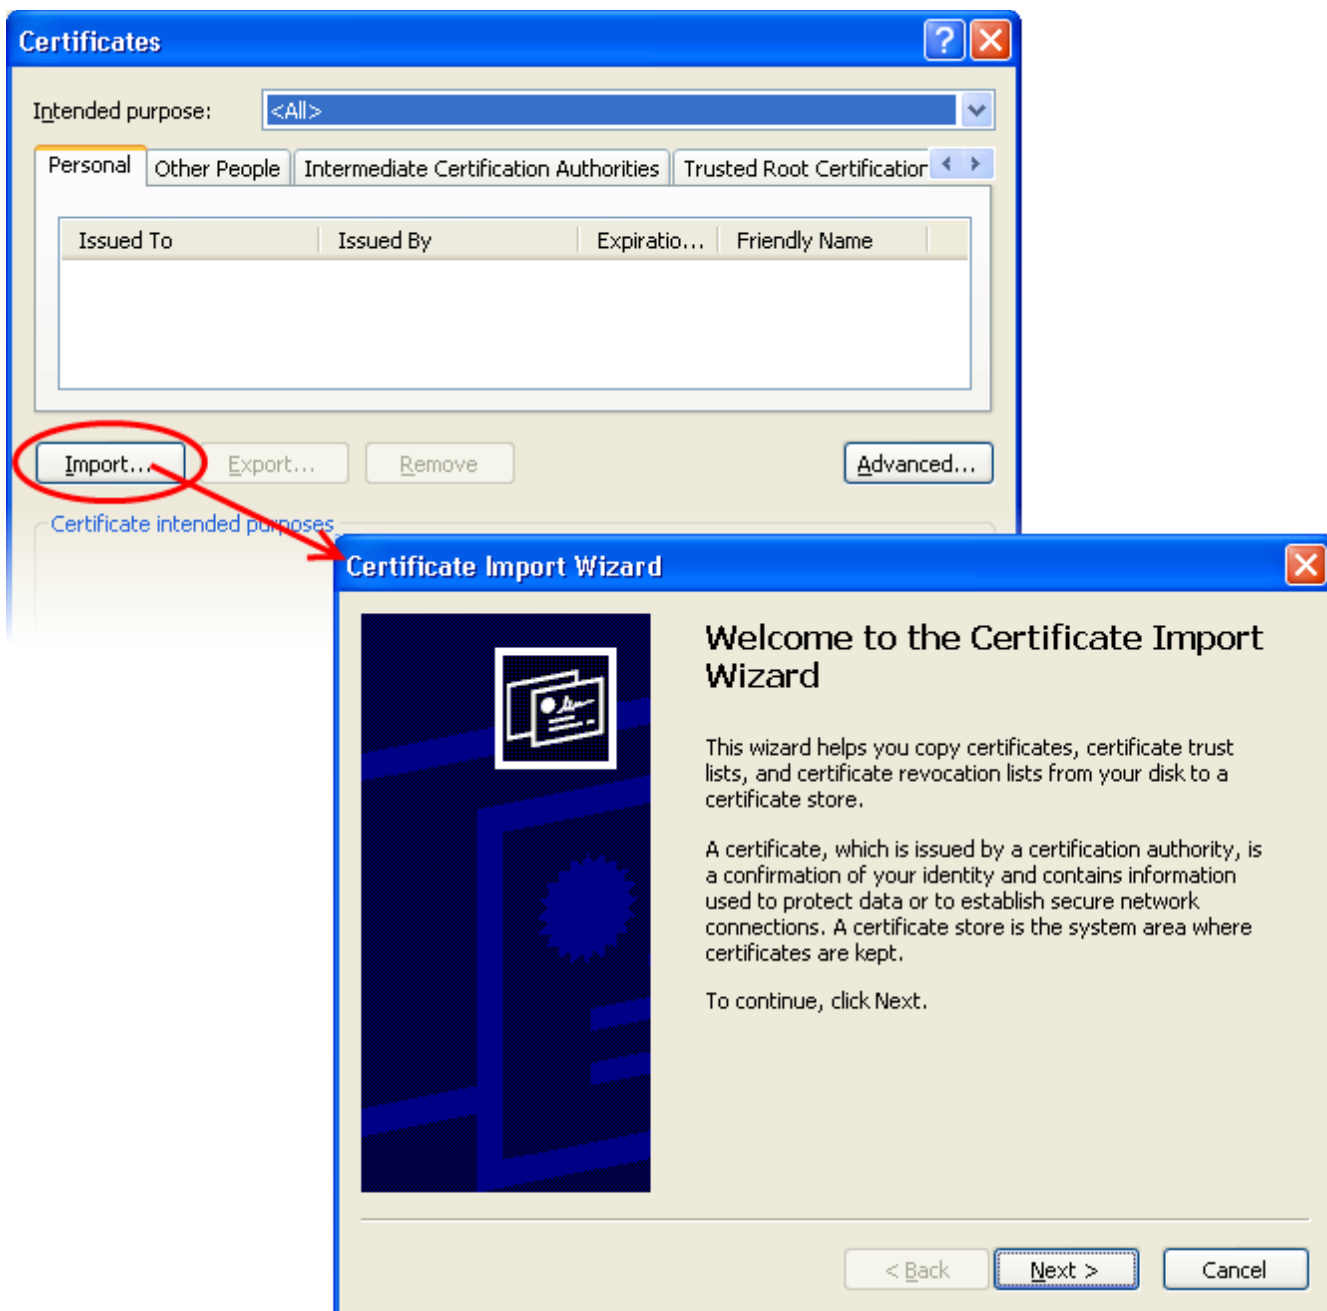 Certificates
Intended purpose: <All>
Personal Other People Intermediate Certification Authorities Trusted Root Certification
Issued To Issued By Expiratio... Friendly Name
Import... Export... Remove Advanced...
Certificate intended purposes
Certificate Import Wizard
Welcome to the Certificate Import
Wizard
This wizard helps you copy certificates, certificate trust
lists, and certificate revocation lists from your disk to a
certificate store.
A certificate, which is issued by a certification authority, is
a confirmation of your identity and contains information
used to protect data or to establish secure network
connections. A certificate store is the system area where
certificates are kept.
To continue, click Next.
< Back Next > Cancel